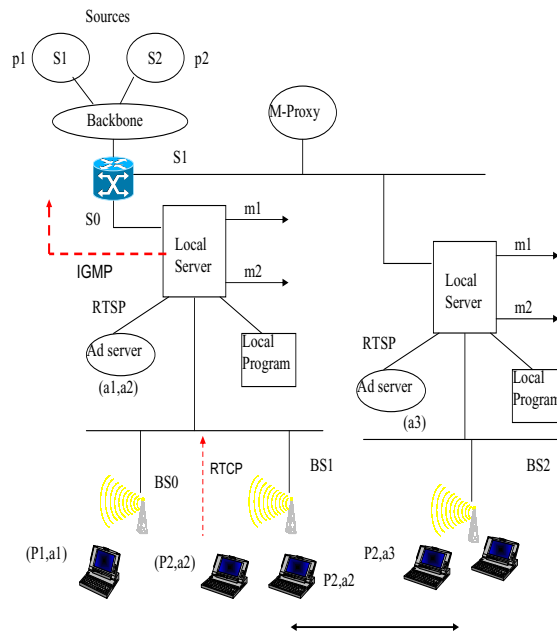 Sources
p1
S1
S2
p2
Backbone
M-Proxy
S1
S0
m1
Local
Server
m2
IGMP
RTSP
Ad server
(a1,a2)
Local
Program
m1
Local
Server
m2
RTSP
Ad server
(a3)
Local
Program
BS0
RTCP
BS1
BS2
(P1,a1)
(P2,a2)
P2,a2
P2,a3